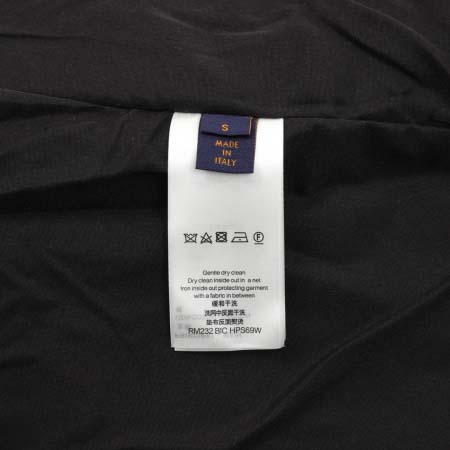 S
MADE
IN
ITALY
F
Gentle dry clean
Dry clean inside out in a net
Iron inside out protecting garment
with a fabric in between
缓和干洗
洗网中反面干洗
垫布反面熨烫
RM232 BIC HPS69W